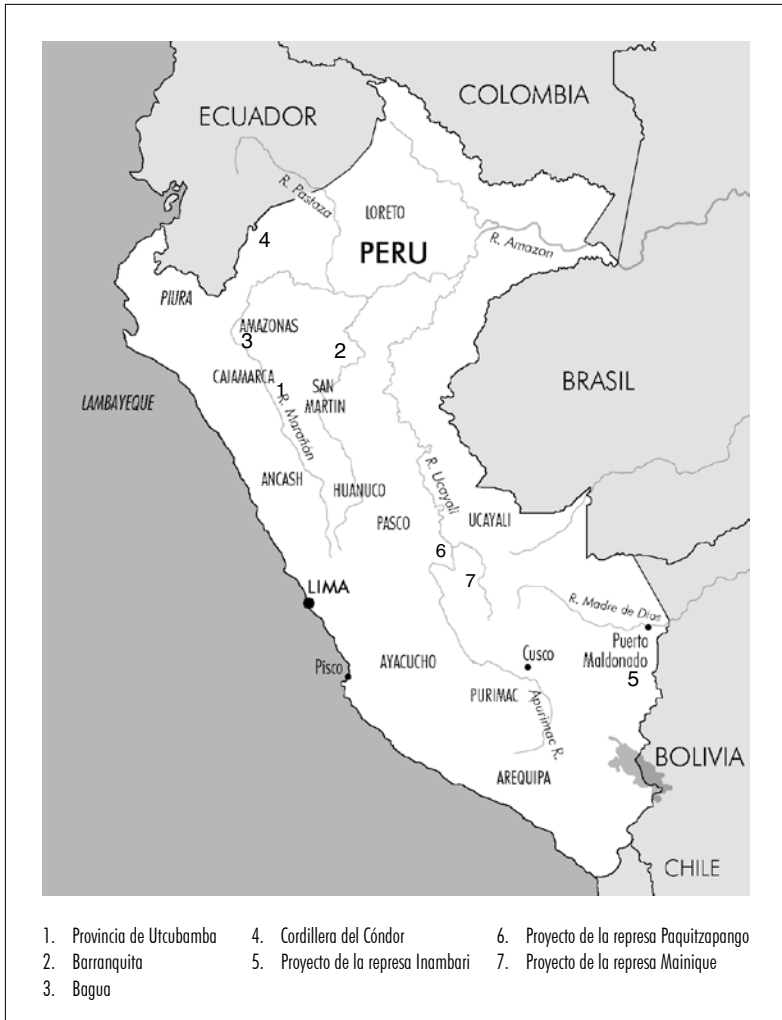 COLOMBIA
ECUADOR
R. Pastaza
LORETO
4
PERU
R. Amazon
PIURA
AMAZONAS
3
2
CAJAMARCA
1
SAN
MARTIN
BRASIL
LAMBAYEQUE
R. Marañón
ANCASH
HUANUCO
R. Ucayali
PASCO
UCAYALI
6
7
LIMA
R. Madre de Dias
Puerto
Maldonado
5
Cusco
AYACUCHO
Pisco
PURIMAC
Apurimac R.
BOLIVIA
AREQUIPA
CHILE
1. Provincia de Utcubamba
2. Barranquita
3. Bagua
4. Cordillera del Cóndor
5. Proyecto de la represa Inambari
6. Proyecto de la represa Paquitzapango
7. Proyecto de la represa Mainique